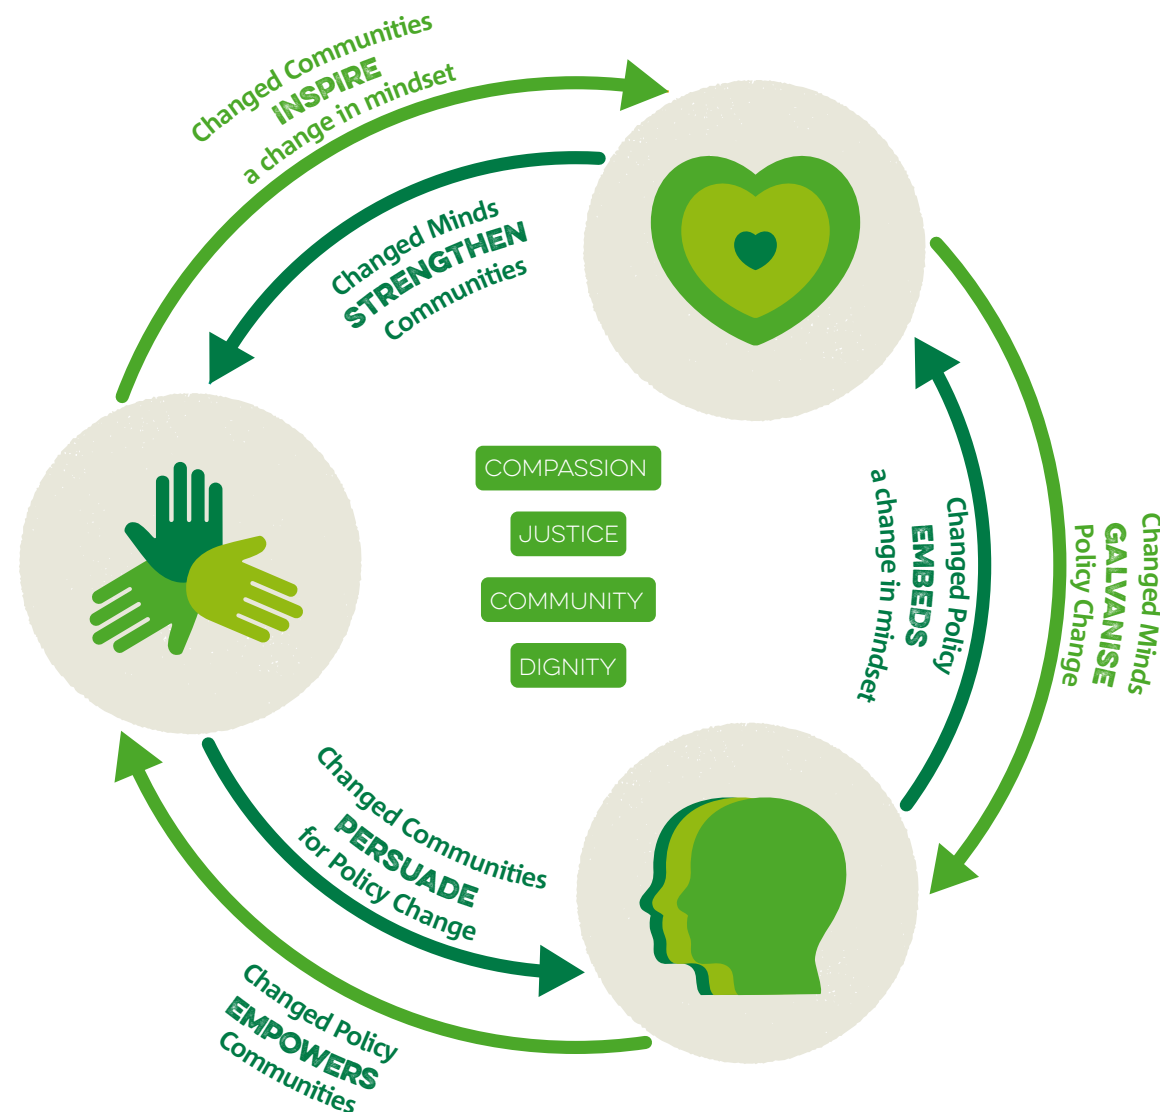 Changed Communities
INSPIRE
a change in mindset
Changed Minds
STRENGTHEN
Communities
COMPASSION
JUSTICE
COMMUNITY
DIGNITY
Changed Policy
EMBEDS
a change in mindset
Changed Minds
GALVANISE
Policy Change
Changed Communities
PERSUADE
for Policy Change
Changed Policy
EMPOWERS
Communities